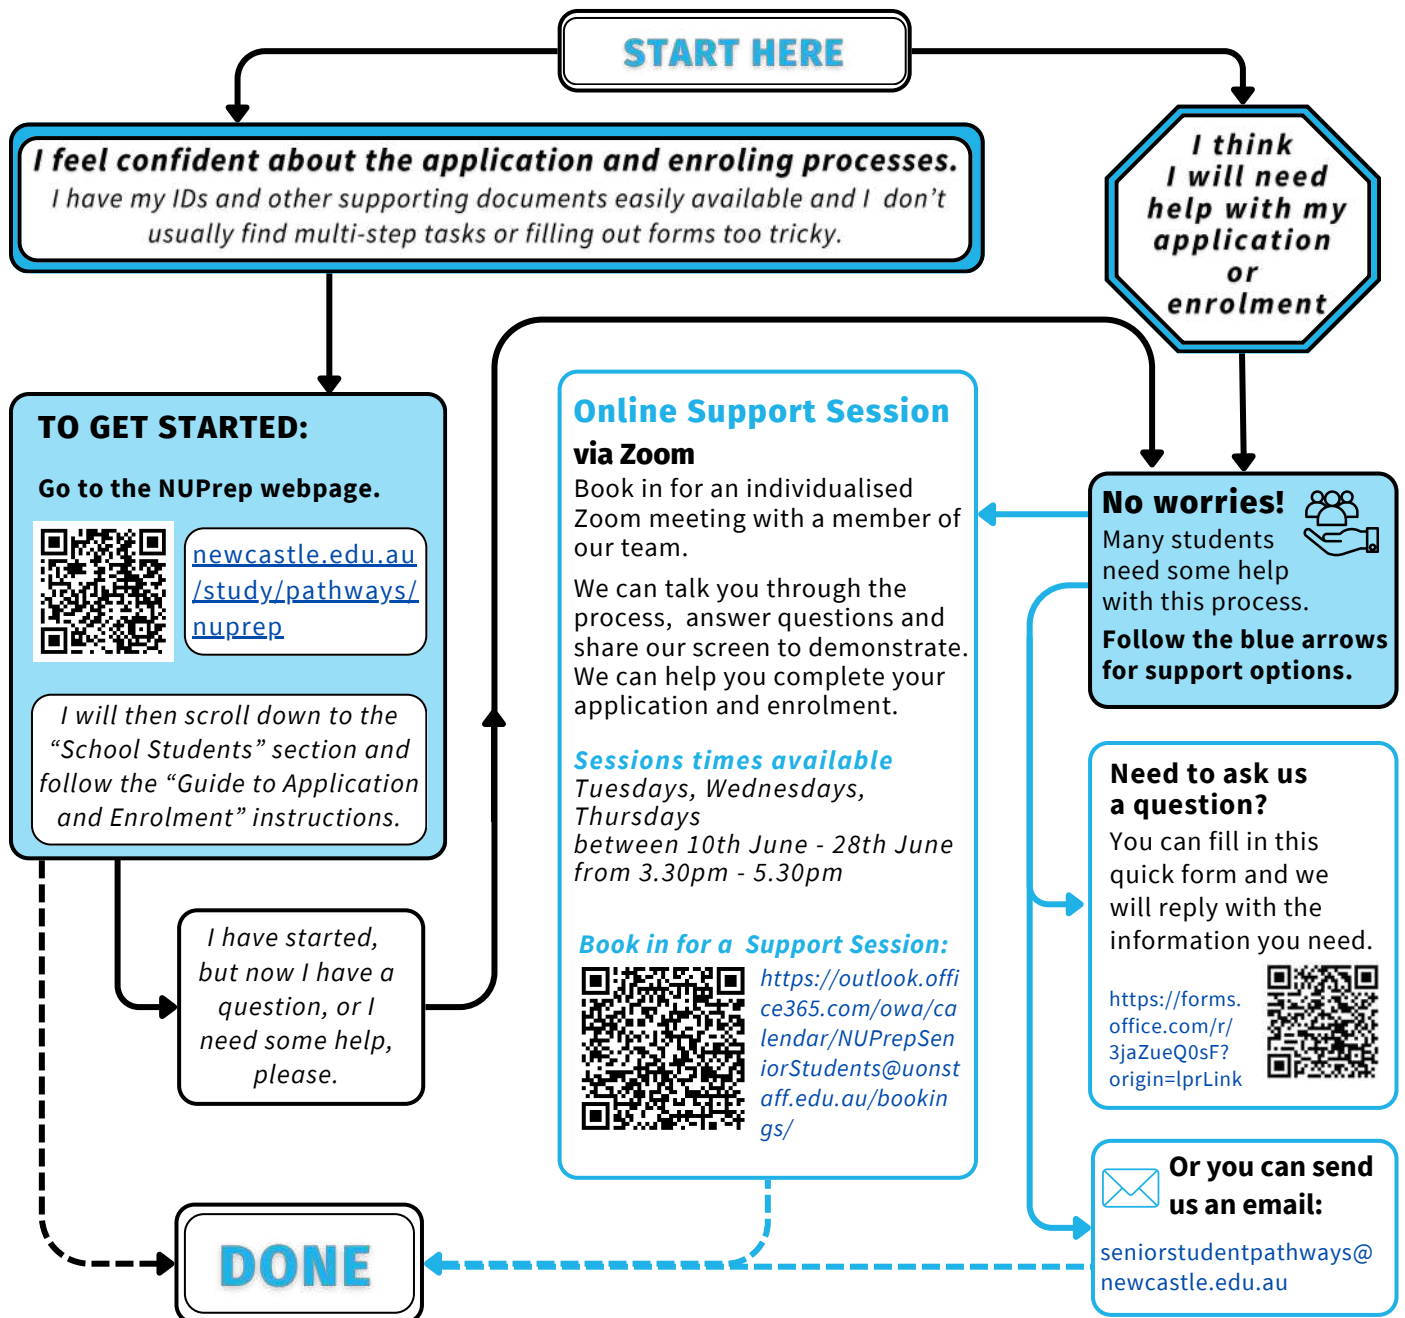 START HERE
I feel confident about the application and enroling processes.
I have my IDs and other supporting documents easily available and I don't
usually find multi-step tasks or filling out forms too tricky.
I think
I will need
help with my
application
or
enrolment
TO GET STARTED:
Go to the NUPrep webpage.
newcastle.edu.au
/study/pathways/
nuprep
I will then scroll down to the
“School Students” section and
follow the “Guide to Application
and Enrolment” instructions.
I have started,
but now I have a
question, or I
need some help,
please.
Online Support Session
via Zoom
Book in for an individualised
Zoom meeting with a member of
our team.
We can talk you through the
process, answer questions and
share our screen to demonstrate.
We can help you complete your
application and enrolment.
Sessions times available
Tuesdays, Wednesdays,
Thursdays
between 10th June - 28th June
from 3.30pm - 5.30pm
Book in for a Support Session:
https://outlook.offi
ce365.com/owa/ca
lendar/NUPrepSen
iorStudents@uonst
aff.edu.au/bookin
gs/
No worries!
Many students
need some help
with this process.
Follow the blue arrows
for support options.
Need to ask us
a question?
You can fill in this
quick form and we
will reply with the
information you need.
https://forms.
office.com/r/
3jaZueQ0sF?
origin=lprLink
Or you can send
us an email:
seniorstudentpathways@
newcastle.edu.au
DONE